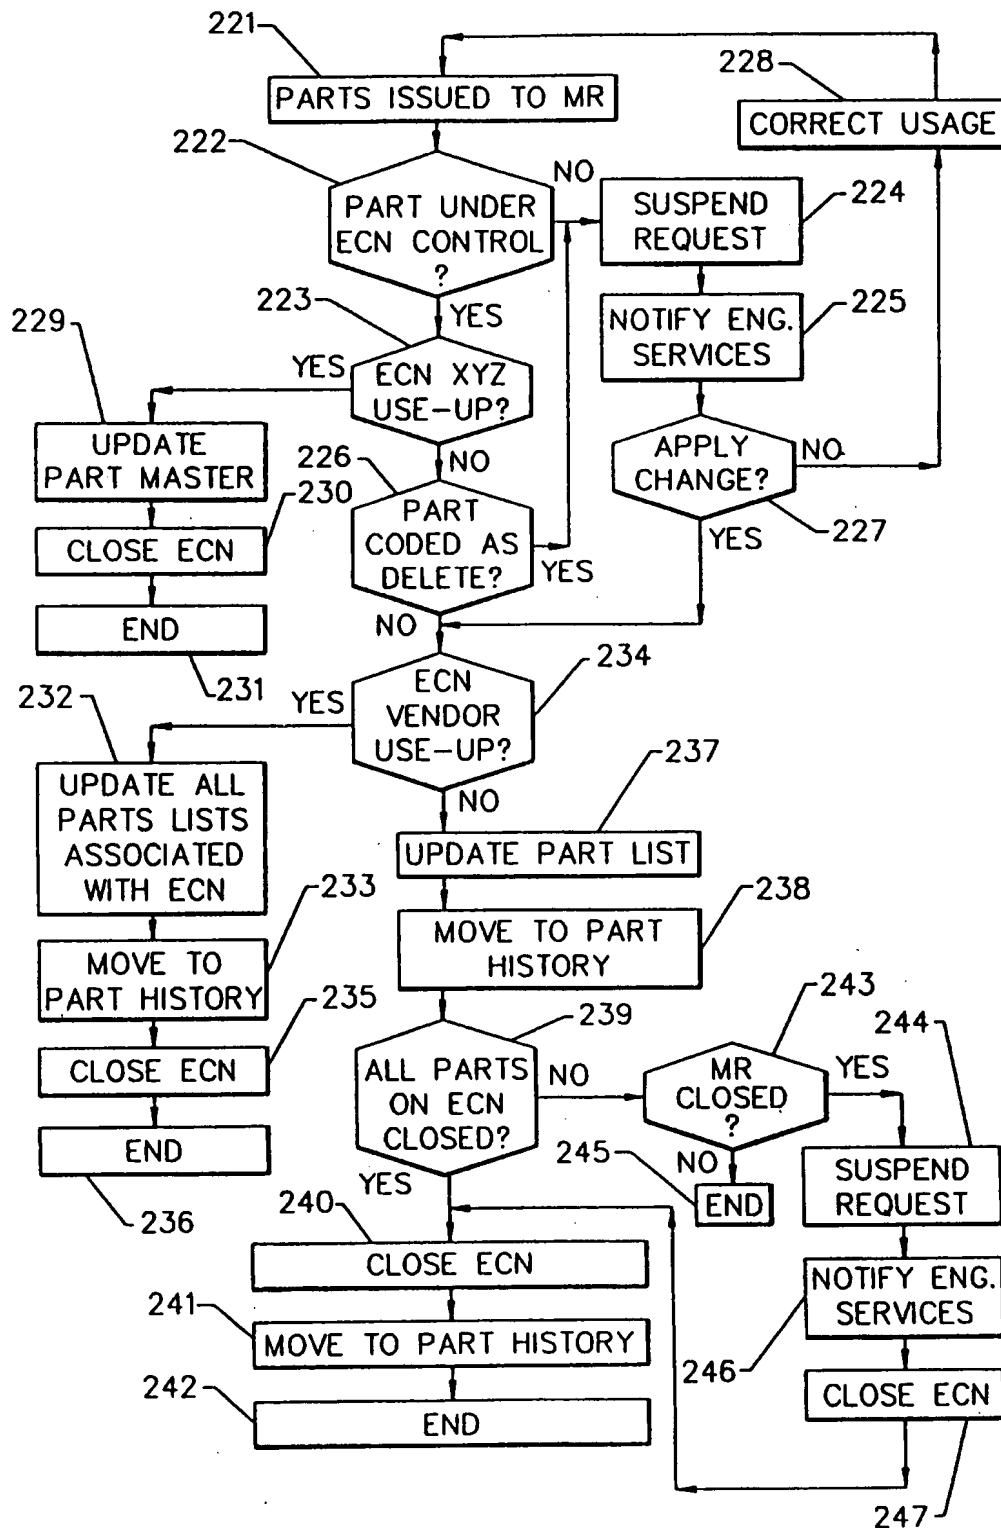 221
PARTS ISSUED TO MR
228
CORRECT USAGE
222
PART UNDER
ECN CONTROL
?
NO
SUSPEND
REQUEST
224
YES
223
NOTIFY ENG.
SERVICES
225
229
YES
ECN XYZ
USE-UP?
NO
UPDATE
PART MASTER
APPLY
CHANGE?
NO
227
YES
226
PART
CODED AS
DELETE?
YES
NO
230
CLOSE ECN
END
231
232
YES
ECN
VENDOR
USE-UP?
234
NO
UPDATE ALL
PARTS LISTS
ASSOCIATED
WITH ECN
237
UPDATE PART LIST
233
MOVE TO
PART HISTORY
238
MOVE TO PART
HISTORY
235
CLOSE ECN
239
ALL PARTS
ON ECN
CLOSED?
NO
YES
243
MR
CLOSED
?
YES
NO
244
END
236
245
END
SUSPEND
REQUEST
240
CLOSE ECN
NOTIFY ENG.
SERVICES
246
241
MOVE TO PART HISTORY
CLOSE ECN
247
242
END